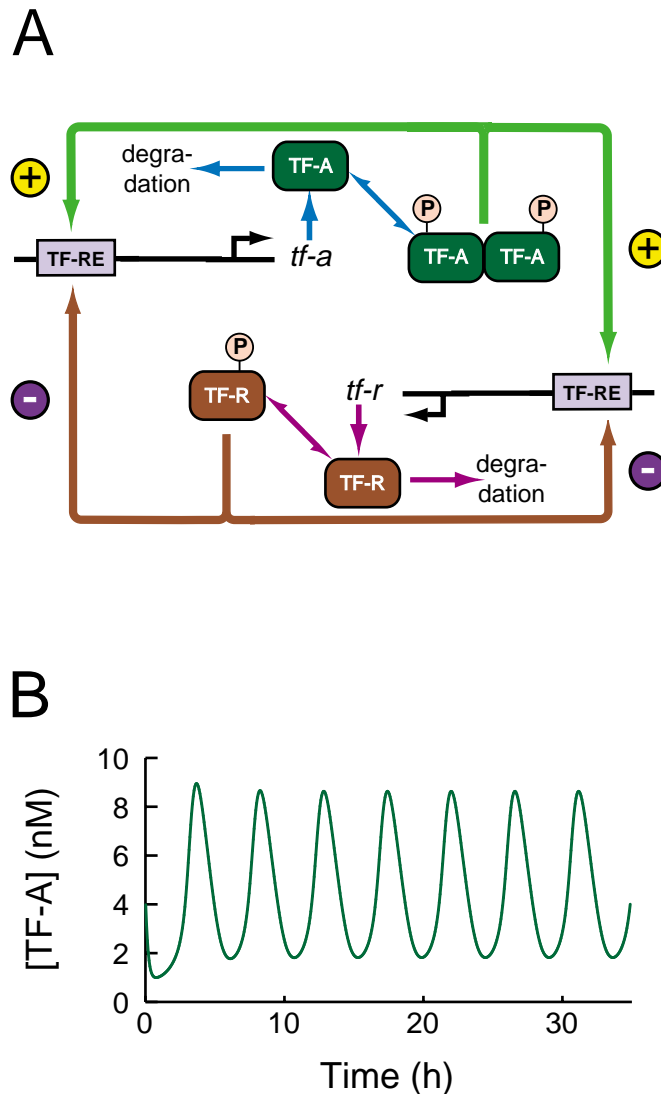 A
degra-
dation
TF-A
+
P
P
TF-RE
tf-a
TF-A
TF-A
+
P
-
TF-R
tf-r
TF-RE
TF-R
degra-
dation
-
B
[TF-A] (nM)
10
8
6
4
2
0
0 10 20 30
Time (h)